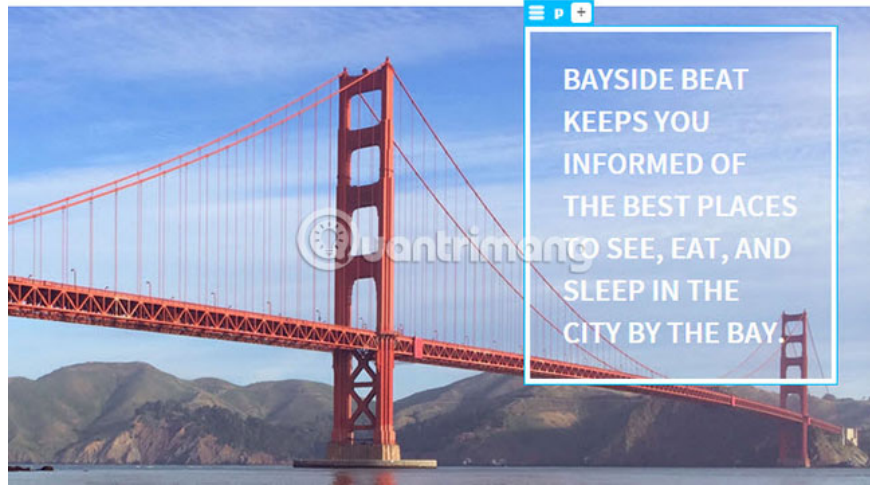 p +
BAYSIDE BEAT
KEEPS YOU
INFORMED OF
THE BEST PLACES
TO SEE, EAT, AND
SLEEP IN THE
CITY BY THE BAY.
Quantrimang